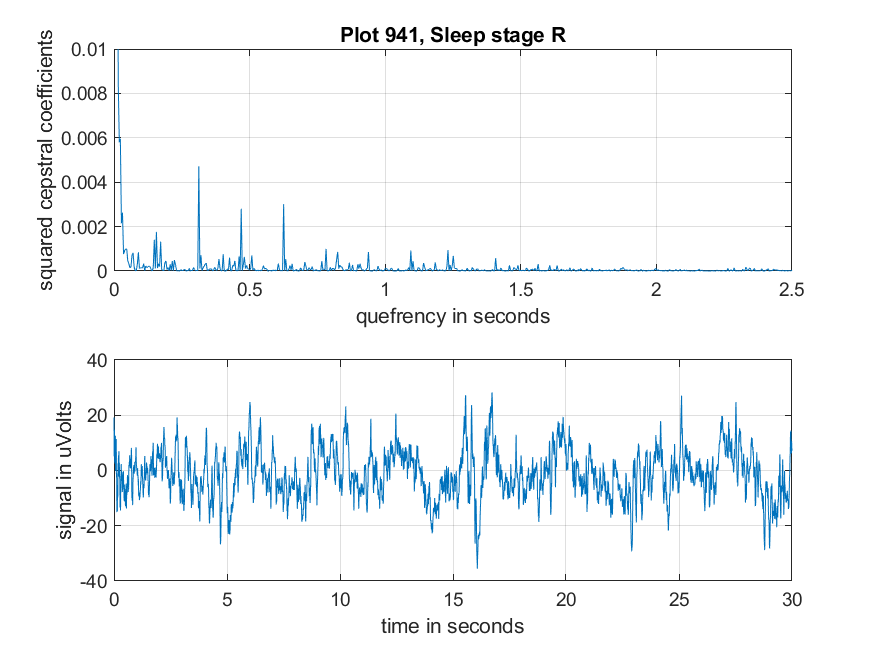 Plot 941, Sleep stage R
squared cepstral coefficients
0.01
0.008
0.006
0.004
0.002
0
0 0.5 1 1.5 2 2.5
quefrency in seconds
signal in uVolts
40
20
0
-20
-40
0 5 10 15 20 25 30
time in seconds